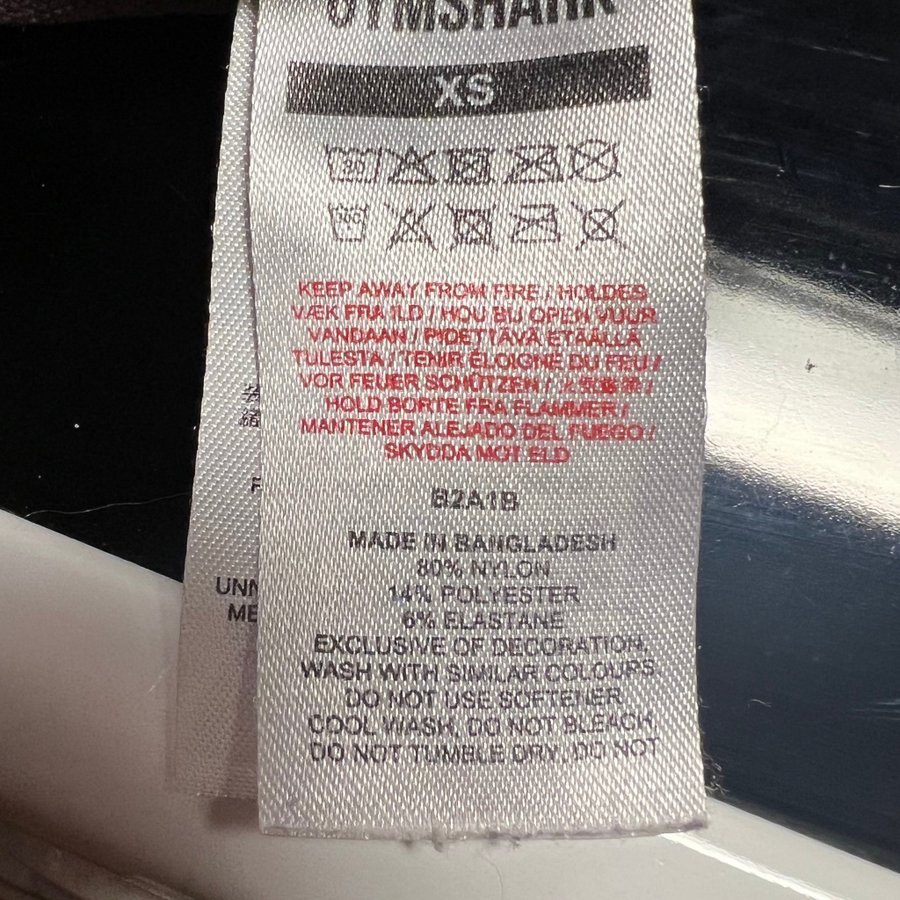 GYMSHARK
XS
30
100
KEEP AWAY FROM FIRE / HOLDES
VÆK FRA ILD / HOU BIJ OPEN VUUR
VANDAAN / PIDETTÄVÄ ETÄÄLLÄ
TULESTA / TENIR ÉLOIGNÉ DU FEU /
VOR FEUER SCHÜTZEN / /
HOLD BORTE FRA FLAMMER /
MANTENER ALEJADO DEL FUEGO /
SKYDDA MOT ELD
B2A1B
MADE IN BANGLADESH
80% NYLON
14% POLYESTER
6% ELASTANE
EXCLUSIVE OF DECORATION.
WASH WITH SIMILAR COLOURS.
DO NOT USE SOFTENER.
COOL WASH, DO NOT BLEACH,
DO NOT TUMBLE DRY, DO NOT